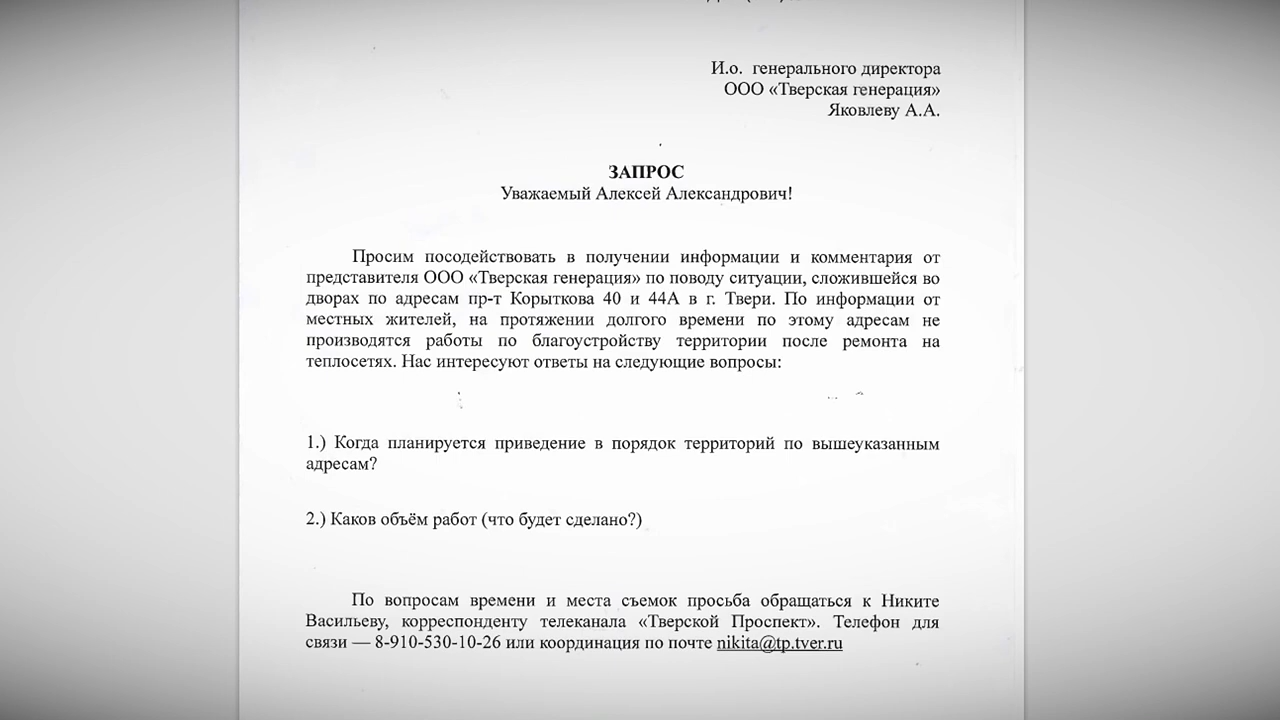 И.о. генерального директора
ООО «Тверская генерация»
Яковлеву А.А.
ЗАПРОС
Уважаемый Алексей Александрович!
Просим посодействовать в получении информации и комментария от
представителя ООО «Тверская генерация» по поводу ситуации, сложившейся во
дворах по адресам пр-т Корыткова 40 и 44А в г. Твери. По информации от
местных жителей, на протяжении долгого времени по этому адресам не
производятся работы по благоустройству территории после ремонта на
теплосетях. Нас интересуют ответы на следующие вопросы:
1.) Когда планируется приведение в порядок территорий по вышеуказанным
адресам?
2.) Каков объём работ (что будет сделано?)
По вопросам времени и места съемок просьба обращаться к Никите
Васильеву, корреспонденту телеканала «Тверской Проспект». Телефон для
связи — 8-910-530-10-26 или координация по почте nikita@tp.tver.ru